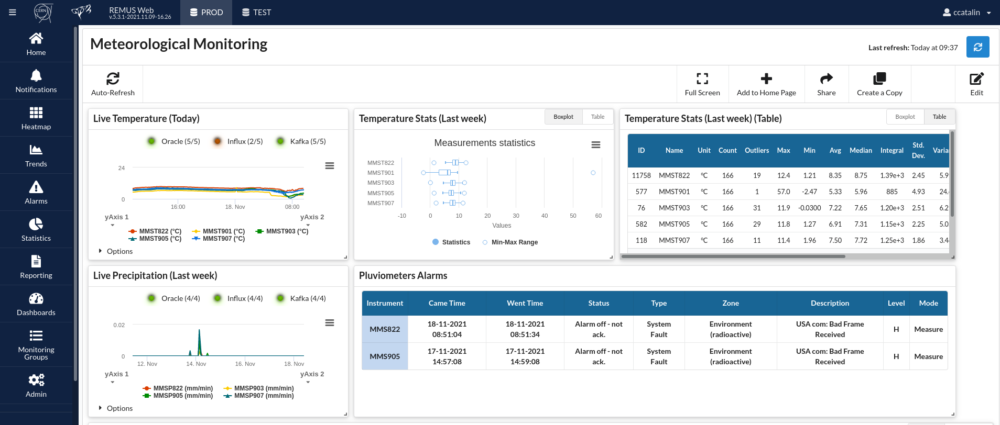 CERN
REMUS Web
v.5.3.1-2021.11.09-16.26
PROD
TEST
ccatalin
Home
Notifications
Heatmap
Trends
Alarms
Statistics
Reporting
Dashboards
Monitoring
Groups
Admin
Meteorological Monitoring
Last refresh: Today at 09:37
Auto-Refresh
Full Screen
Add to Home Page
Share
Create a Copy
Edit
Live Temperature (Today)
Oracle (5/5) Influx (2/5) Kafka (5/5)
24
0
16:00 18. Nov 08:00
yAxis 1 yAxis 2
MMST822 (°C) MMST901 (°C) MMST903 (°C)
MMST905 (°C) MMST907 (°C)
Options
Temperature Stats (Last week)
Boxplot Table
Measurements statistics
MMST822
MMST901
MMST903
MMST905
MMST907
-10 0 10 20 30 40 50 60
Values
Statistics Min-Max Range
Temperature Stats (Last week) (Table)
Boxplot Table
ID Name Unit Count Outliers Max Min Avg Median Integral Std. Dev. Varia
11758 MMST822 °C 166 19 12.4 1.21 8.35 8.75 1.39e+3 2.45 5.9
577 MMST901 °C 166 1 57.0 -2.47 5.33 5.96 885 4.93 24.
76 MMST903 °C 166 31 11.9 -0.0300 7.22 7.65 1.20e+3 2.51 6.2
582 MMST905 °C 166 29 11.8 1.27 6.91 7.31 1.15e+3 2.25 5.0
118 MMST907 °C 166 11 11.4 1.96 7.50 7.72 1.25e+3 1.86 3.4
Live Precipitation (Last week)
Oracle (4/4) Influx (4/4) Kafka (4/4)
0.02
0
12. Nov 14. Nov 16. Nov 18. Nov
yAxis 1 yAxis 2
MMSP822 (mm/min) MMSP903 (mm/min)
MMSP905 (mm/min) MMSP907 (mm/min)
Options
Pluviometers Alarms
Instrument Came Time Went Time Status Type Zone Description Level Mode
MMS822 18-11-2021 08:51:04 18-11-2021 08:51:34 Alarm off - not ack. System Fault Environment (radioactive) USA com: Bad Frame Received H Measure
MMS905 17-11-2021 14:57:08 17-11-2021 14:59:08 Alarm off - not ack. System Fault Environment (radioactive) USA com: Bad Frame Received H Measure